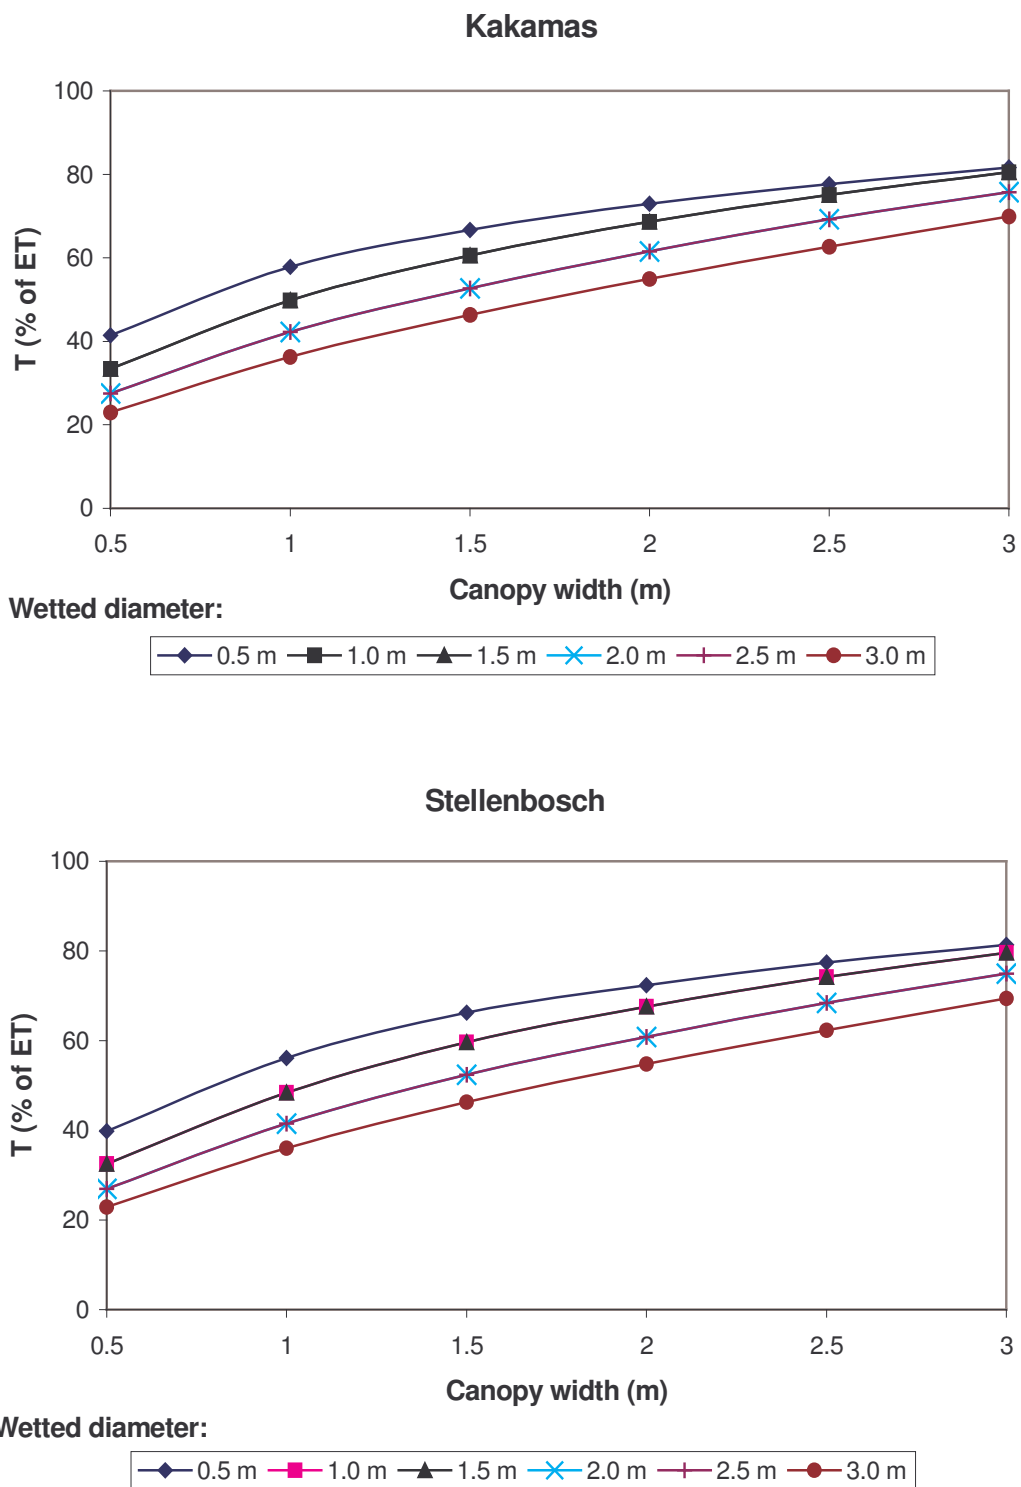 Kakamas
100
80
60
40
20
0
T (% of ET)
0.5 1 1.5 2 2.5 3
Canopy width (m)
Wetted diameter:
0.5 m 1.0 m 1.5 m 2.0 m 2.5 m 3.0 m
Stellenbosch
100
80
60
40
20
0
T (% of ET)
0.5 1 1.5 2 2.5 3
Canopy width (m)
Wetted diameter:
0.5 m 1.0 m 1.5 m 2.0 m 2.5 m 3.0 m